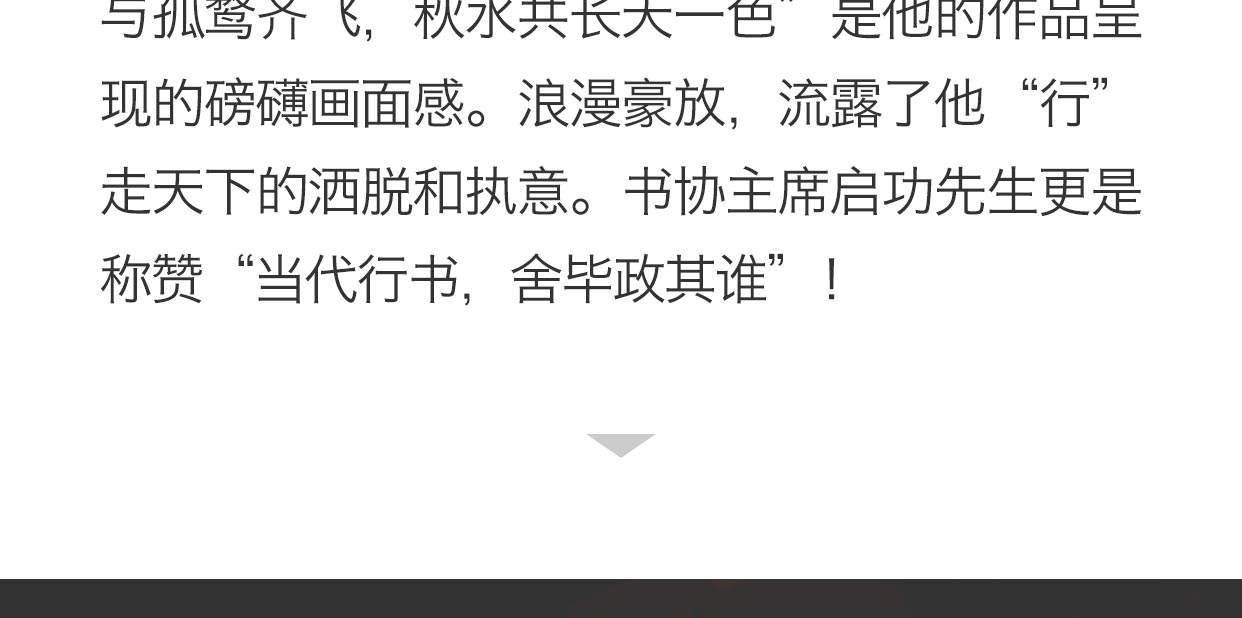 与孤鹜齐飞，秋水共长天一色”是他的作品呈
现的磅礴画面感。浪漫豪放，流露了他“行”
走天下的洒脱和执意。书协主席启功先生更是
称赞“当代行书，舍毕政其谁”！